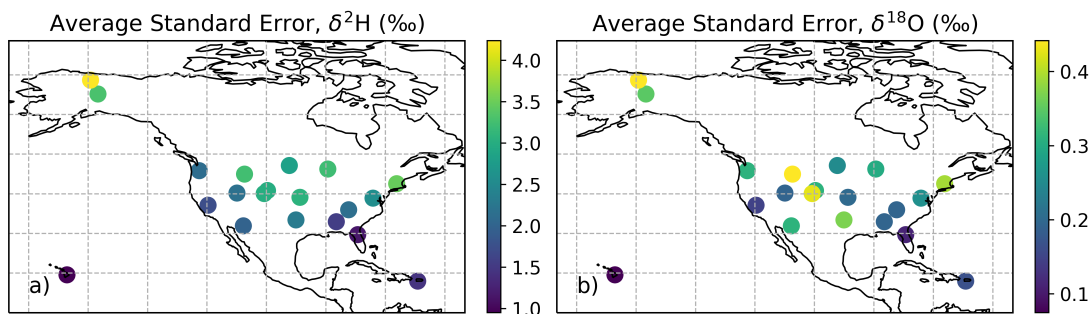 Average Standard Error, δ²H (‰)
a)
4.0
3.5
3.0
2.5
2.0
1.5
1.0
Average Standard Error, δ¹⁸O (‰)
b)
0.4
0.3
0.2
0.1